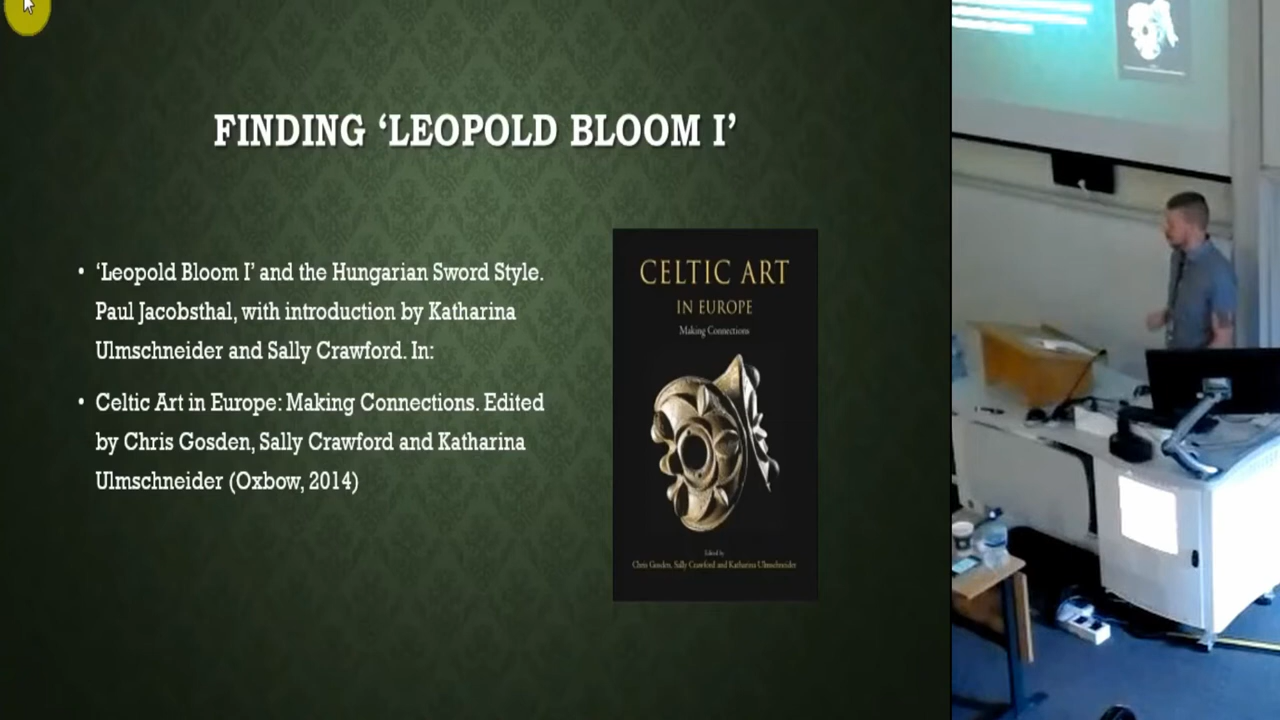 FINDING ‘LEOPOLD BLOOM I’
• ‘Leopold Bloom I’ and the Hungarian Sword Style.
Paul Jacobsthal, with introduction by Katharina
Ulmschneider and Sally Crawford. In:
• Celtic Art in Europe: Making Connections. Edited
by Chris Gosden, Sally Crawford and Katharina
Ulmschneider (Oxbow, 2014)
CELTIC ART
IN EUROPE
Making Connections
Edited by
Chris Gosden, Sally Crawford and Katharina Ulmschneider